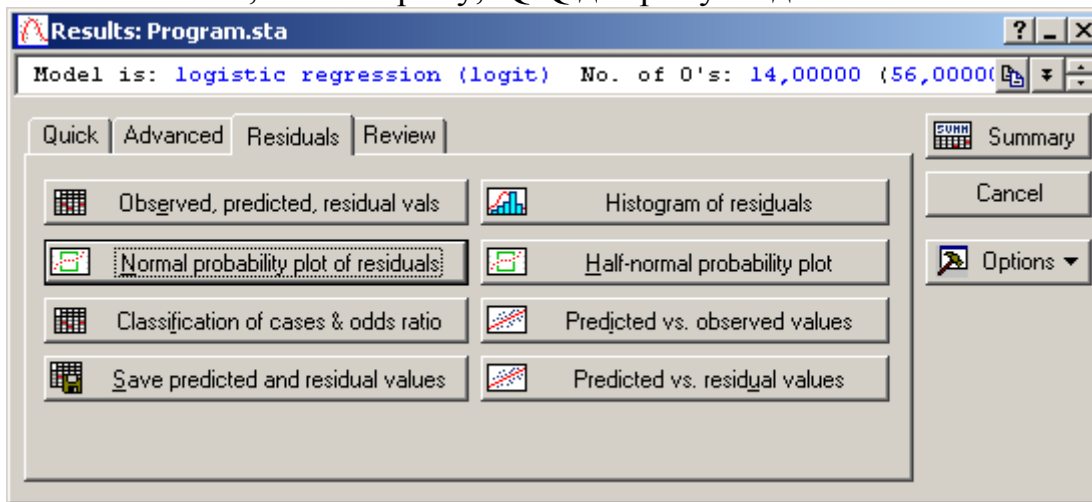 Results: Program.sta
Model is: logistic regression (logit) No. of 0's: 14,00000 (56,0000
Quick Advanced Residuals Review
Summary
Observed, predicted, residual vals Histogram of residuals
Cancel
Normal probability plot of residuals Half-normal probability plot
Options
Classification of cases & odds ratio Predicted vs. observed values
Save predicted and residual values Predicted vs. residual values